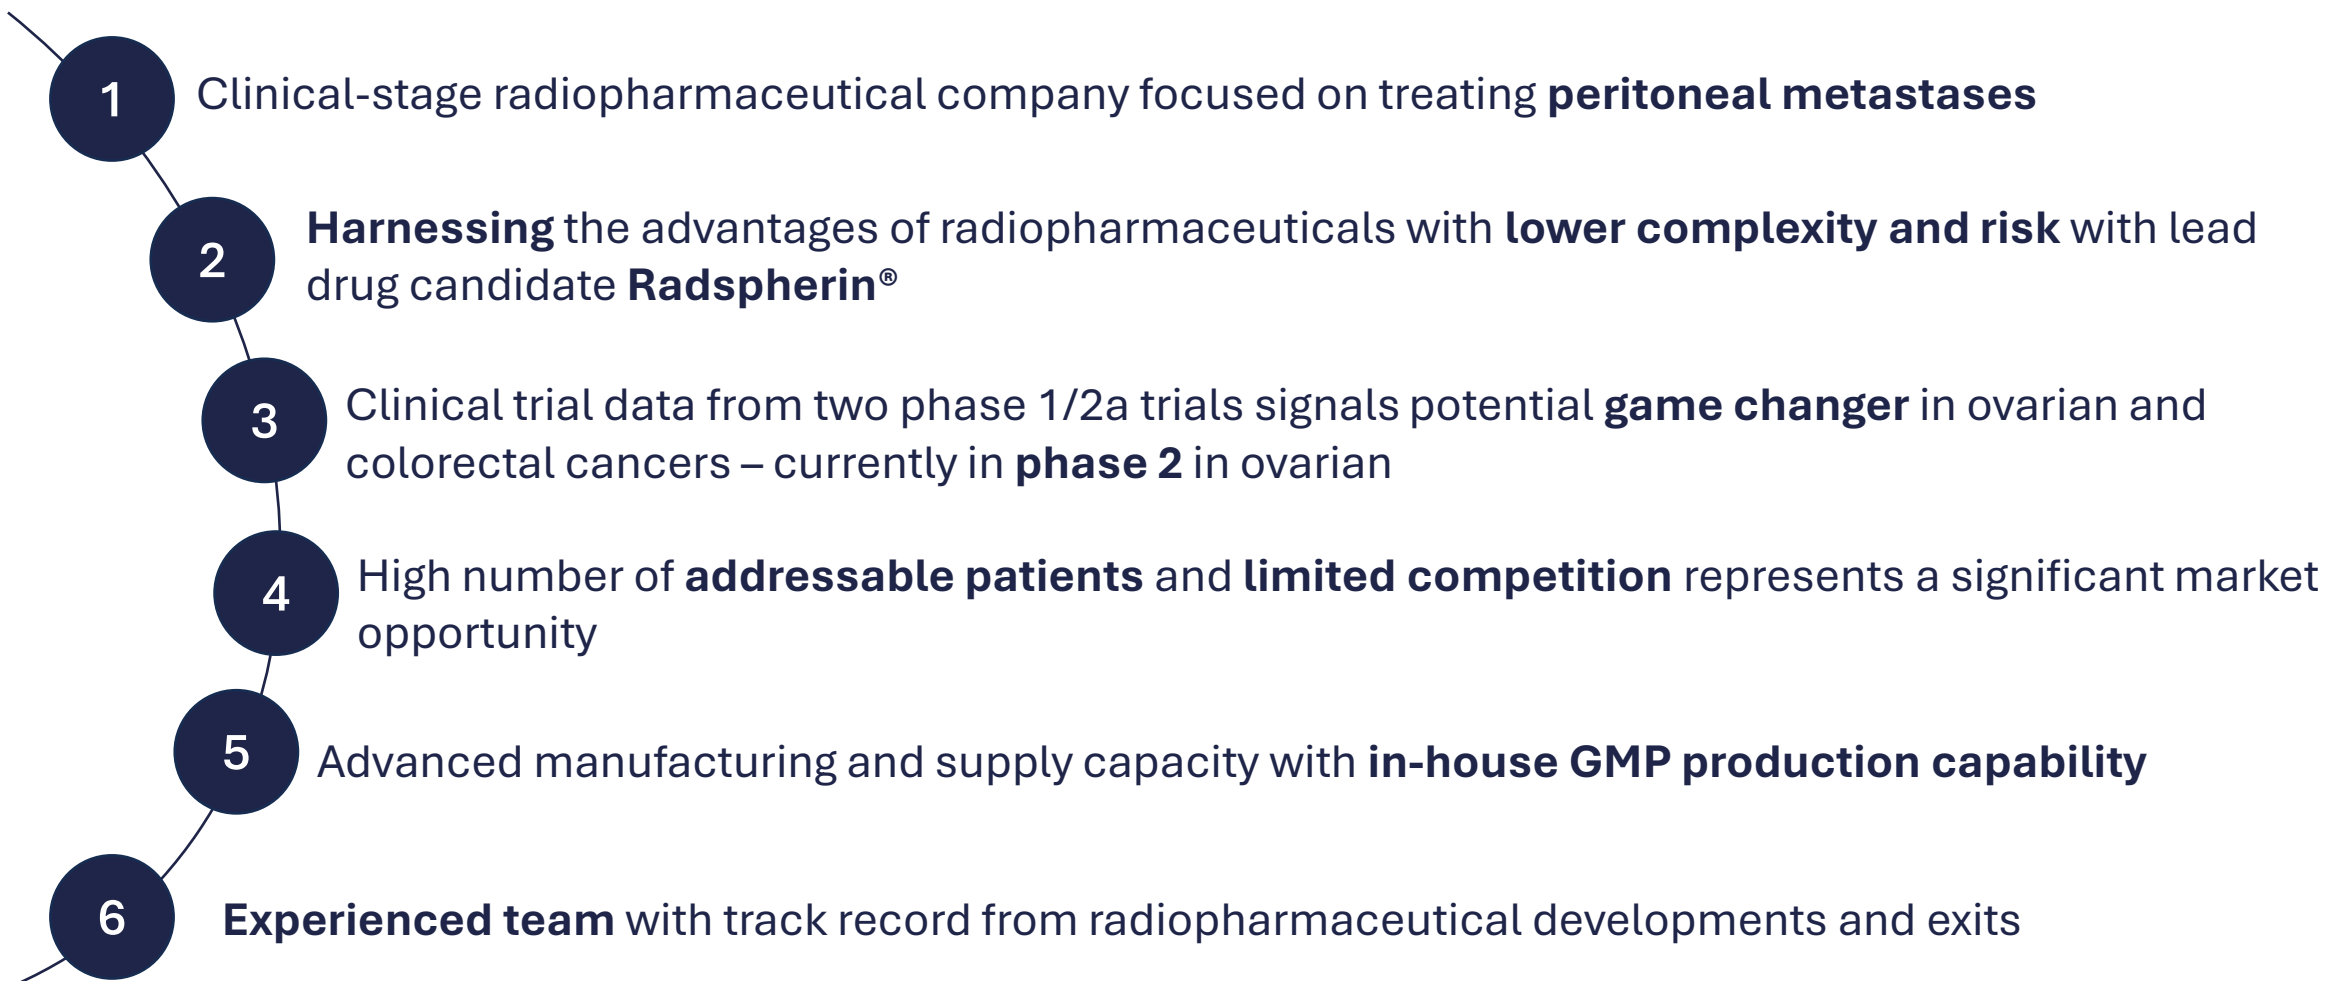 1
Clinical-stage radiopharmaceutical company focused on treating peritoneal metastases
2
Harnessing the advantages of radiopharmaceuticals with lower complexity and risk with lead
drug candidate Radspherin®
3
Clinical trial data from two phase 1/2a trials signals potential game changer in ovarian and
colorectal cancers – currently in phase 2 in ovarian
4
High number of addressable patients and limited competition represents a significant market
opportunity
5
Advanced manufacturing and supply capacity with in-house GMP production capability
6
Experienced team with track record from radiopharmaceutical developments and exits